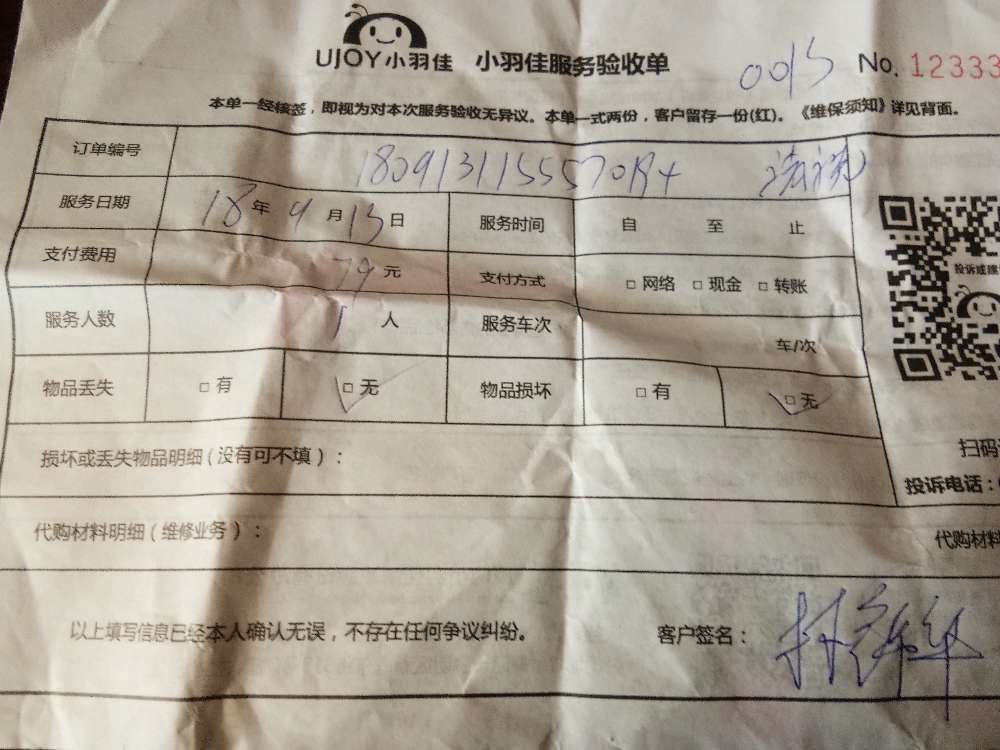 UJOY小羽佳 小羽佳服务验收单 0015 No. 12333
本单一经核签，即视为对本次服务验收无异议。本单一式两份，客户留存一份(红)。《维保须知》详见背面。
订单编号
服务日期 18 年 9 月 13 日 服务时间 自 至 止
支付费用 79 元 支付方式 □ 网络 □ 现金 □ 转账
服务人数 1 人 服务车次 车/次
物品丢失 □ 有 □ 无 物品损坏 □ 有 □ 无
投诉或建
扫码
投诉电话：
损坏或丢失物品明细（没有可不填）：
代购材料明细（维修业务）： 代购材料
以上填写信息已经本人确认无误，不存在任何争议纠纷。 客户签名：